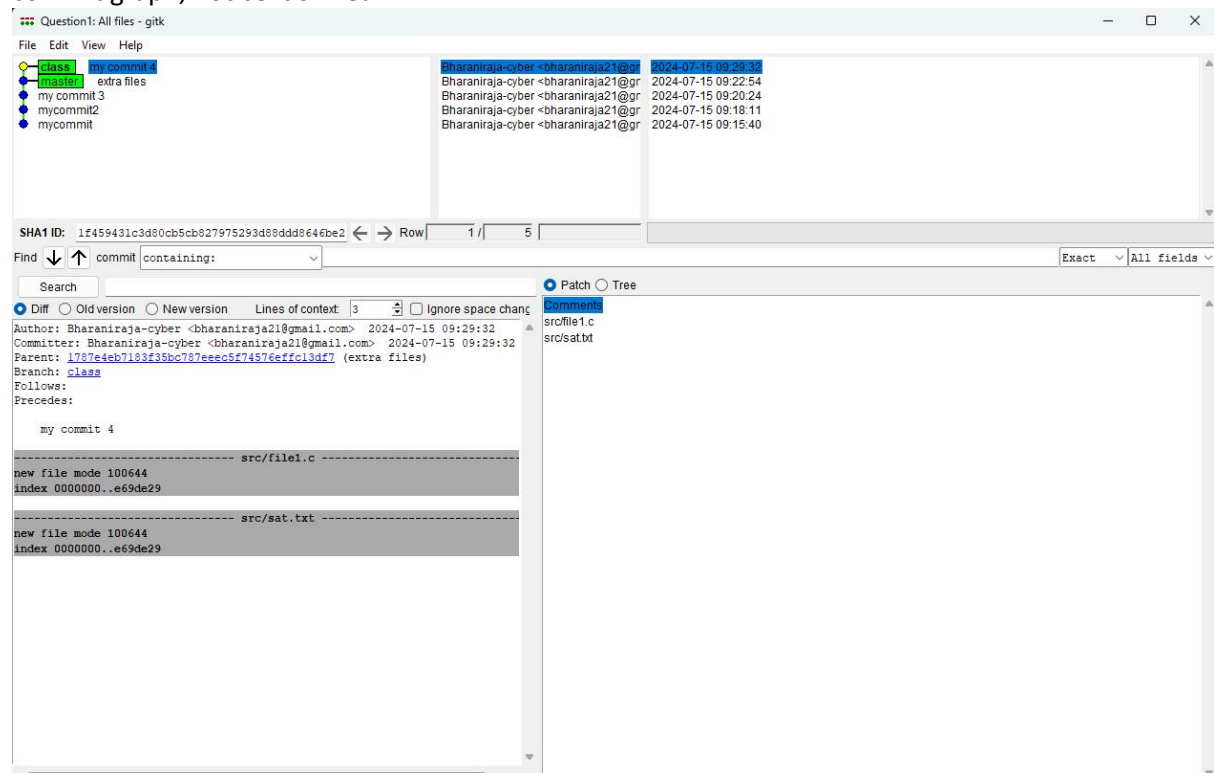 Question1: All files - gitk
File Edit View Help
class my commit 4 Bharaniraja-cyber <bharaniraja21@gr 2024-07-15 09:29:32
master extra files Bharaniraja-cyber <bharaniraja21@gr 2024-07-15 09:22:54
my commit 3 Bharaniraja-cyber <bharaniraja21@gr 2024-07-15 09:20:24
mycommit2 Bharaniraja-cyber <bharaniraja21@gr 2024-07-15 09:18:11
mycommit Bharaniraja-cyber <bharaniraja21@gr 2024-07-15 09:15:40
SHA1 ID: 1f459431c3d80cb5cb827975293d88ddd8646be2 Row 1 / 5
Find commit containing: Exact All fields
Search
Diff Old version New version Lines of context: 3 Ignore space chang
Patch Tree
Author: Bharaniraja-cyber <bharaniraja21@gmail.com> 2024-07-15 09:29:32
Committer: Bharaniraja-cyber <bharaniraja21@gmail.com> 2024-07-15 09:29:32
Parent: 1787e4eb7183f35bc787eeec5f74576effc13df7 (extra files)
Branch: class
Follows:
Precedes:
my commit 4
---------------------------------- src/file1.c ------------------------------
new file mode 100644
index 0000000..e69de29
---------------------------------- src/sat.txt ------------------------------
new file mode 100644
index 0000000..e69de29
Comments
src/file1.c
src/sat.txt